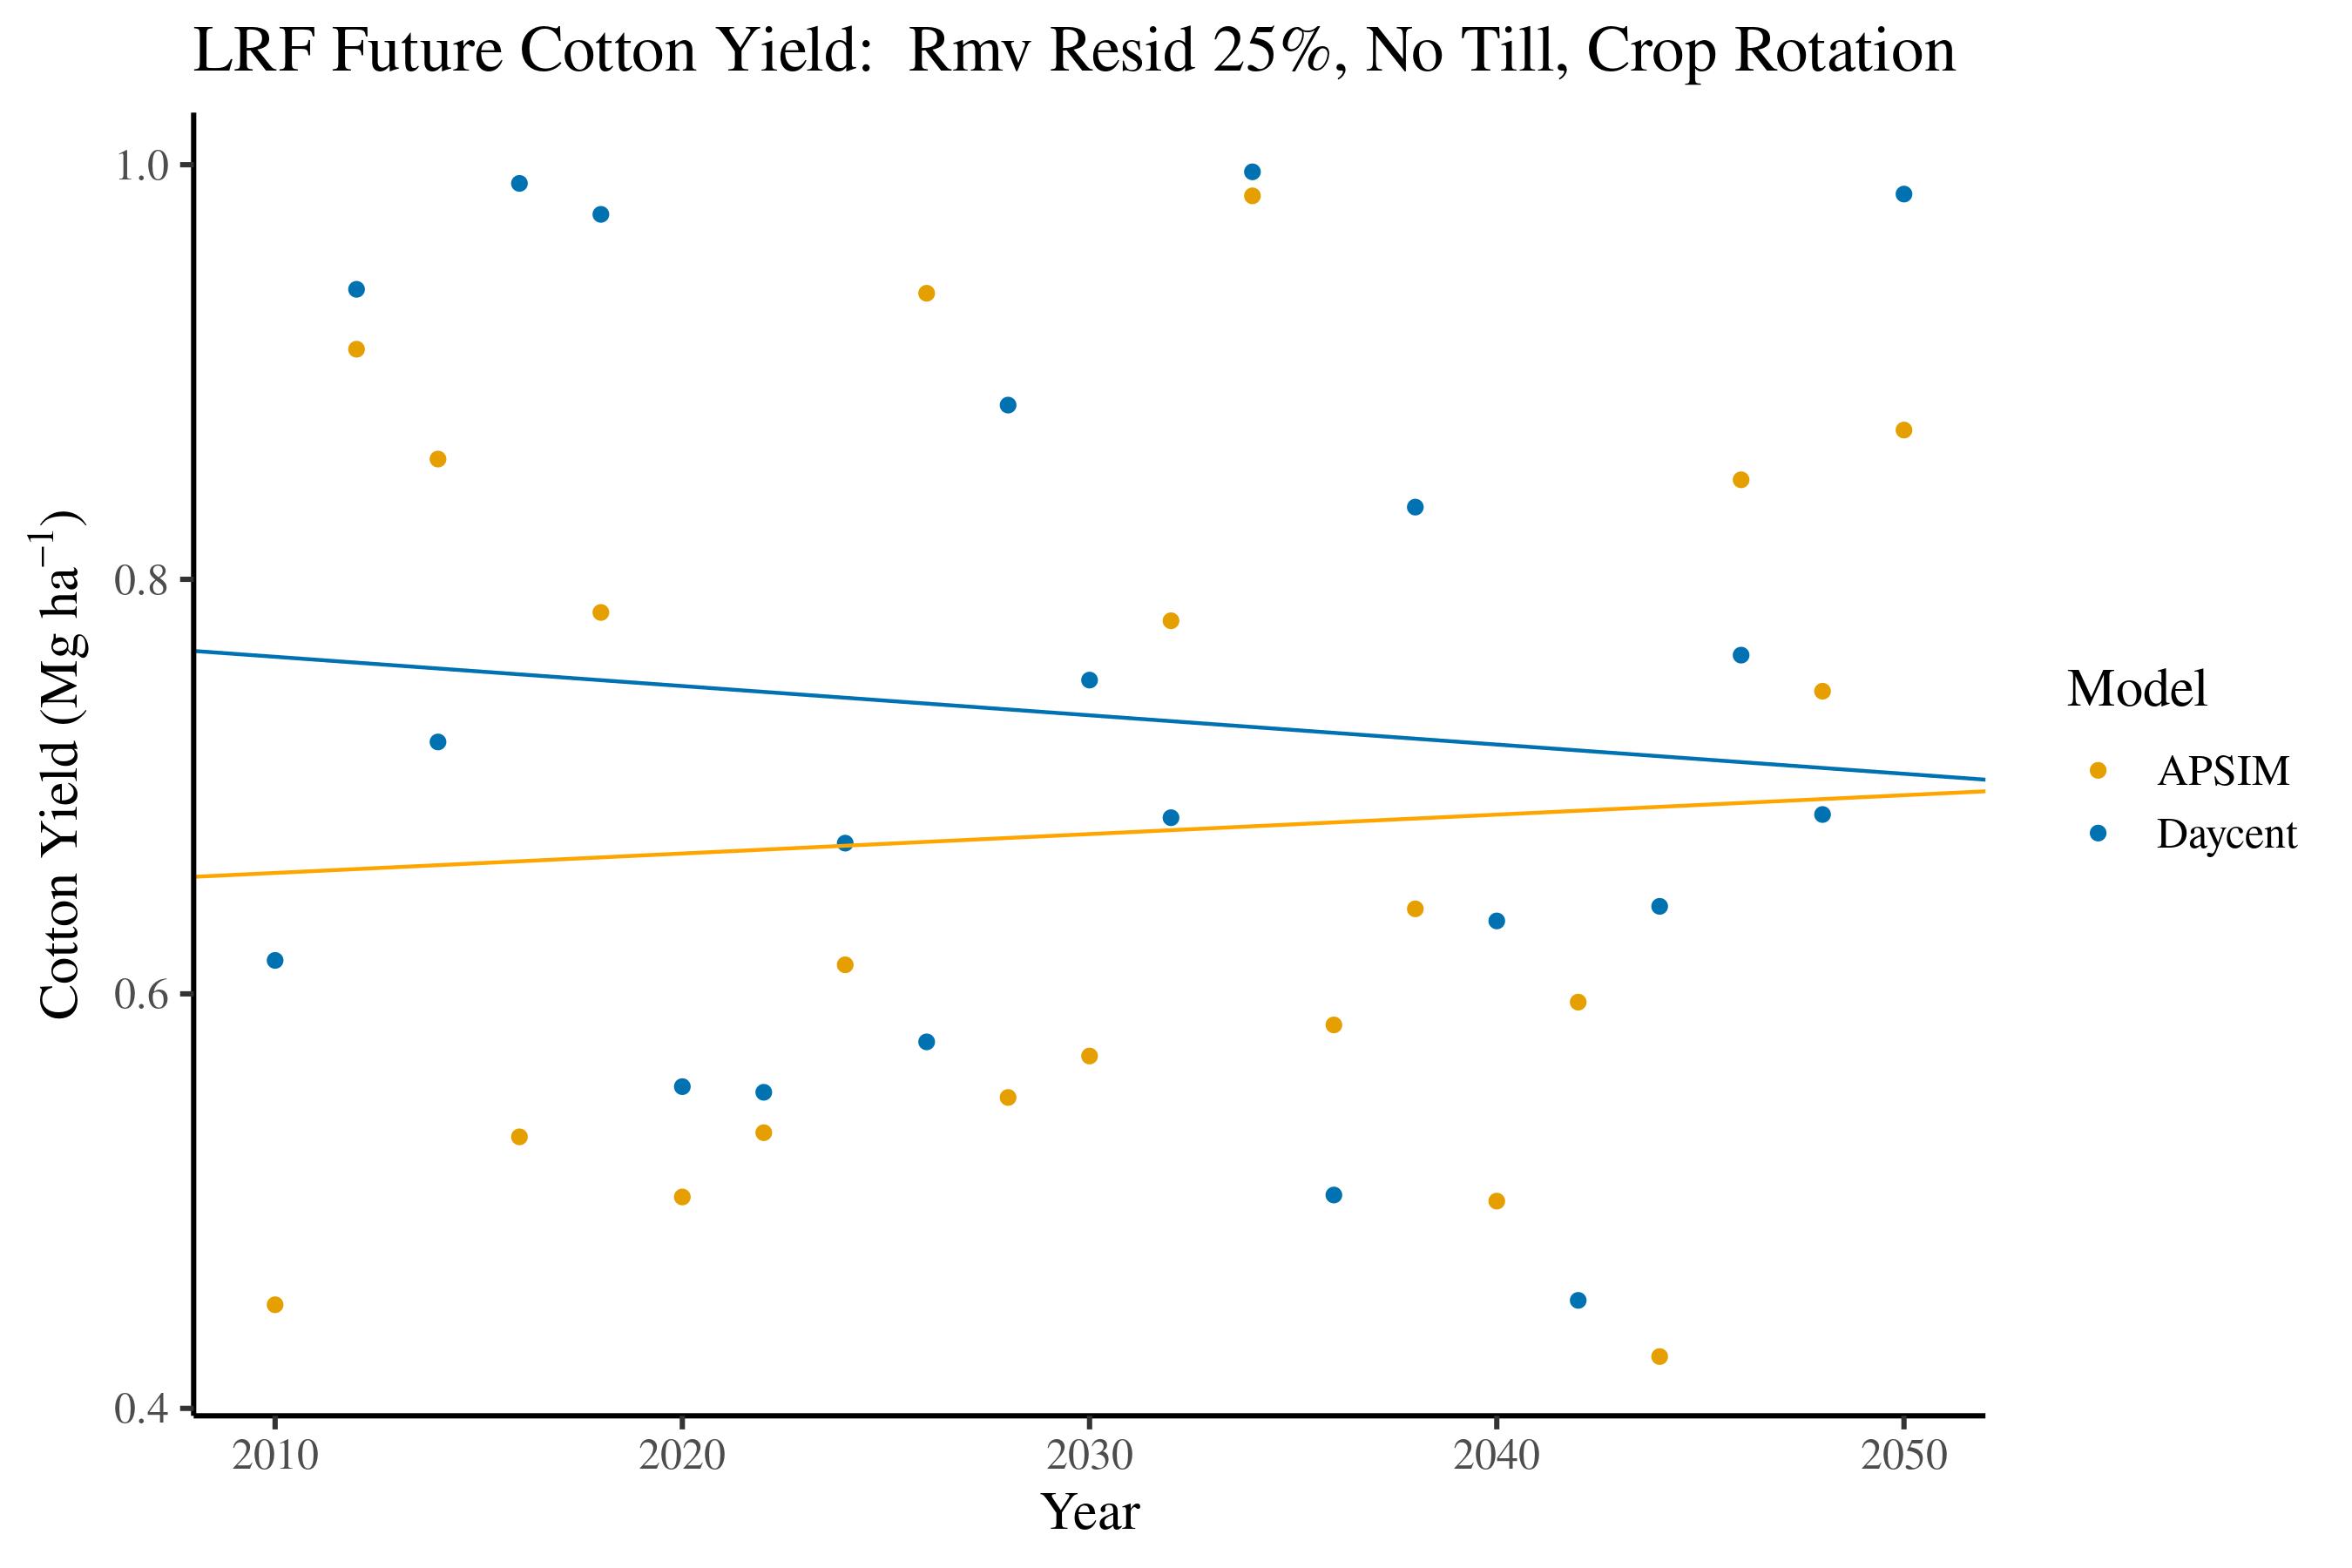 LRF Future Cotton Yield:  Rmv Resid 25%, No Till, Crop Rotation
Cotton Yield (Mg ha⁻¹)
1.0
0.8
0.6
0.4
2010 2020 2030 2040 2050
Year
Model
APSIM
Daycent